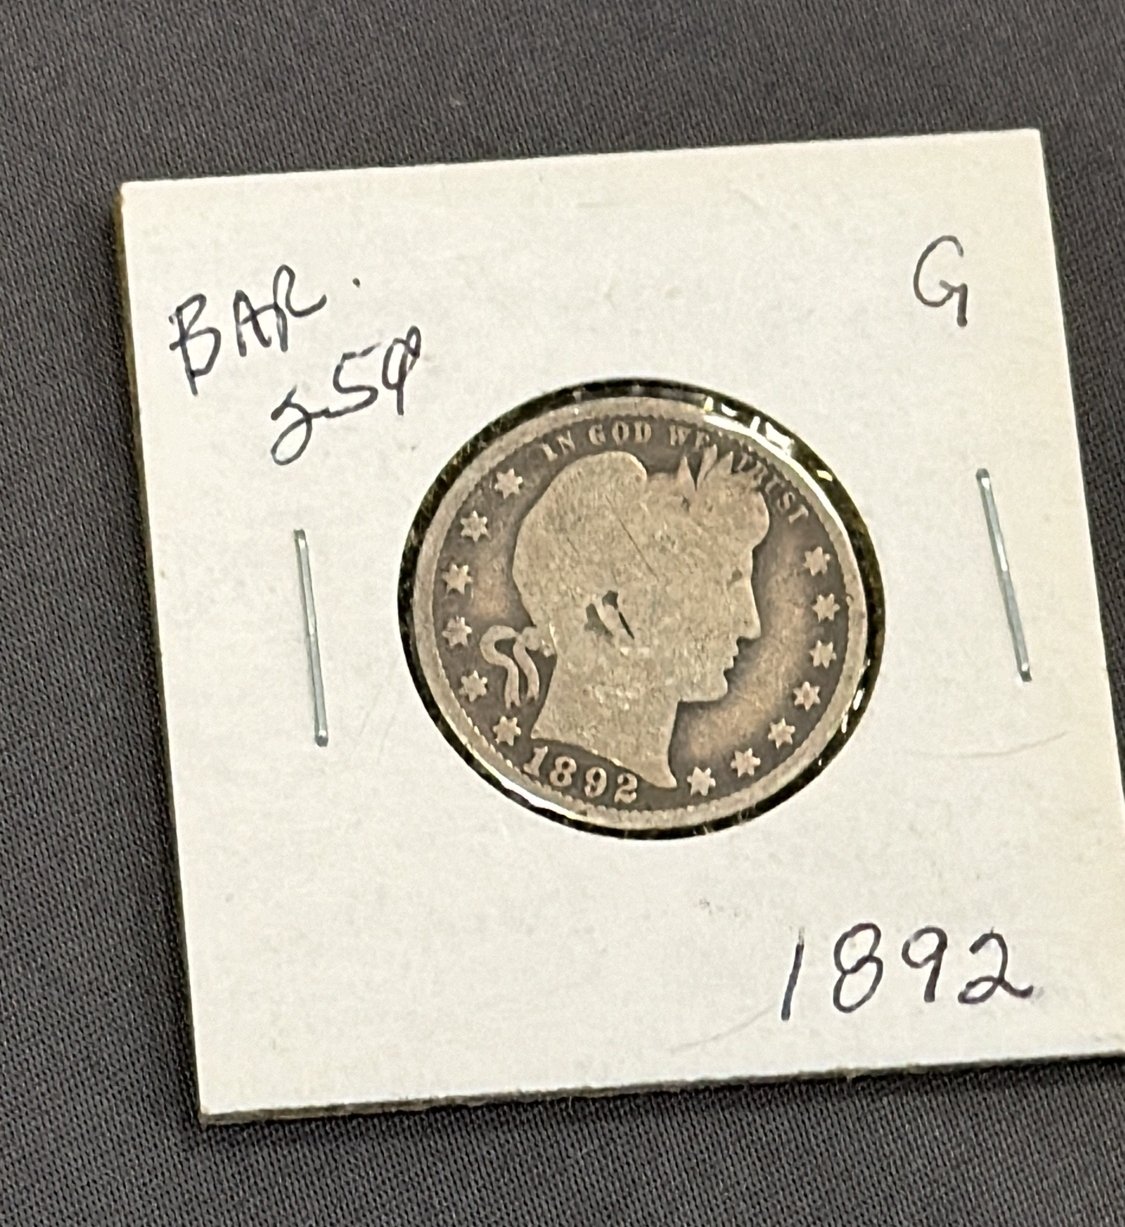 BAR.
25¢
G
IN GOD WE TRUST
1892
1892